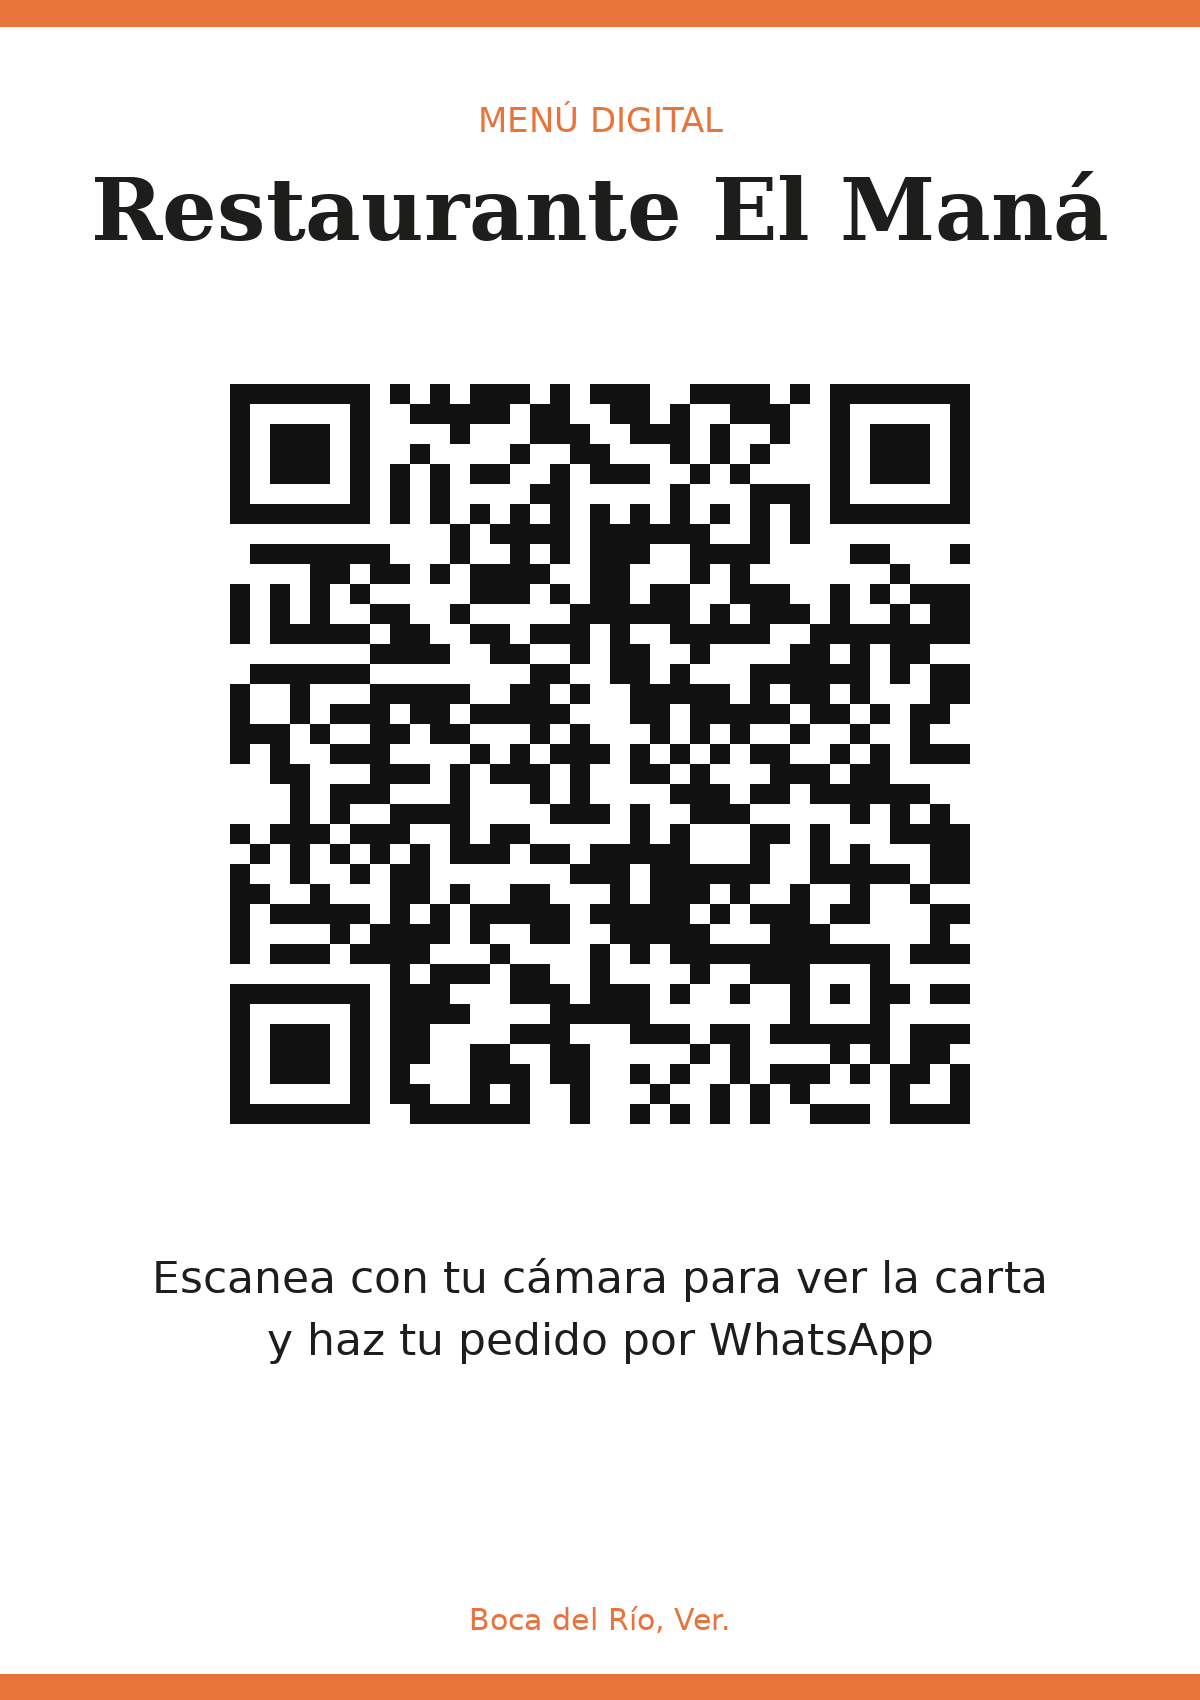 MENÚ DIGITAL
Restaurante El Maná
Escanea con tu cámara para ver la carta
y haz tu pedido por WhatsApp
Boca del Río, Ver.